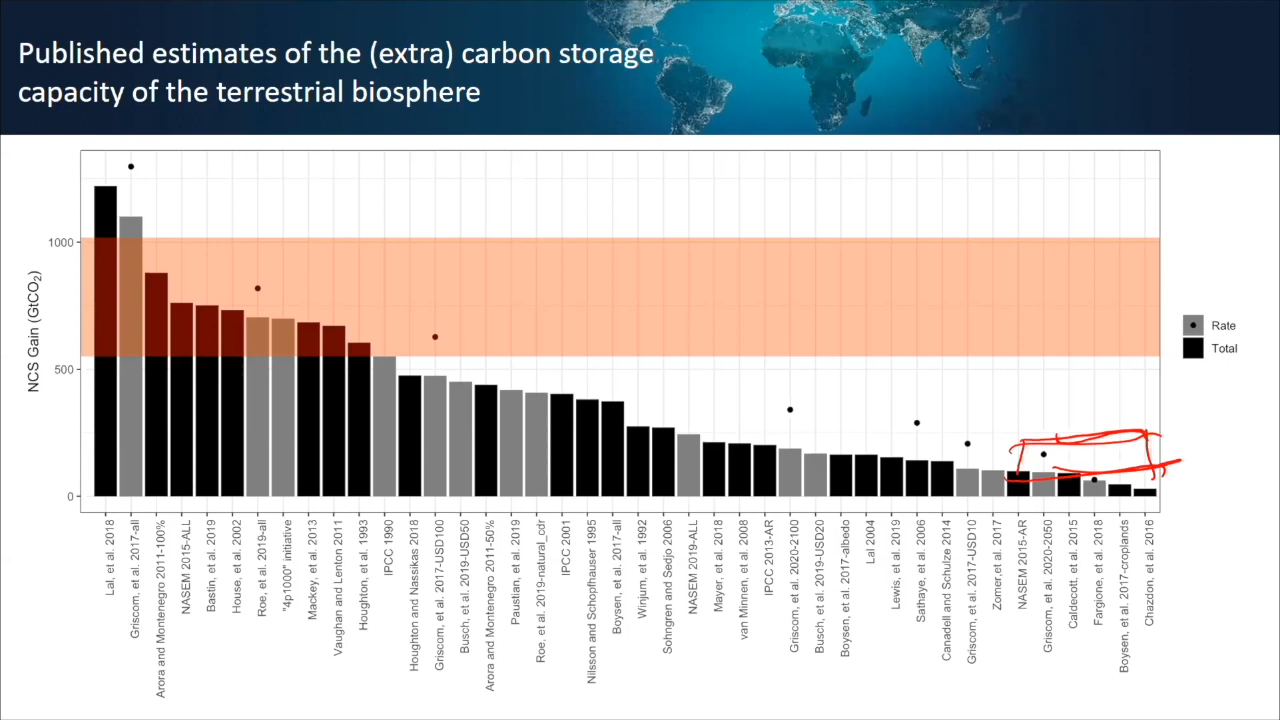 Published estimates of the (extra) carbon storage
capacity of the terrestrial biosphere
NCS Gain (GtCO2)
1000
500
0
Rate
Total
Lal, et al. 2018
Griscom, et al. 2017-all
Arora and Montenegro 2011-100%
NASEM 2015-ALL
Bastin, et al. 2019
House, et al. 2002
Roe, et al. 2019-all
"4p1000" initiative
Mackey, et al. 2013
Vaughan and Lenton 2011
Houghton, et al. 1993
IPCC 1990
Houghton and Nassikas 2018
Griscom, et al. 2017-USD100
Busch, et al. 2019-USD50
Arora and Montenegro 2011-50%
Paustian, et al. 2019
Roe, et al. 2019-natural_cdr
IPCC 2001
Nilsson and Schopfhauser 1995
Boysen, et al. 2017-all
Winjum, et al. 1992
Sohngren and Sedjo 2006
NASEM 2019-ALL
Mayer, et al. 2018
van Minnen, et al. 2008
IPCC 2013-AR
Griscom, et al. 2020-2100
Busch, et al. 2019-USD20
Boysen, et al. 2017-albedo
Lal 2004
Lewis, et al. 2019
Sathaye, et al. 2006
Canadell and Schulze 2014
Griscom, et al. 2017-USD10
Zomer,et al. 2017
NASEM 2015-AR
Griscom, et al. 2020-2050
Caldecott, et al. 2015
Fargione, et al. 2018
Boysen, et al. 2017-croplands
Chazdon, et al. 2016